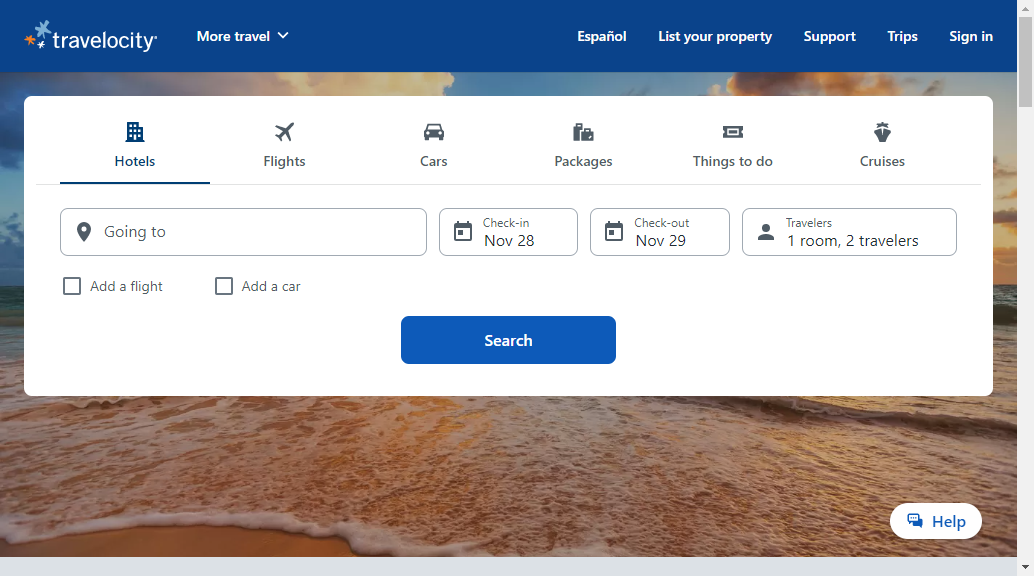 travelocity
More travel
Español
List your property
Support
Trips
Sign in
Hotels
Flights
Cars
Packages
Things to do
Cruises
Going to
Check-in
Nov 28
Check-out
Nov 29
Travelers
1 room, 2 travelers
Add a flight
Add a car
Search
Help